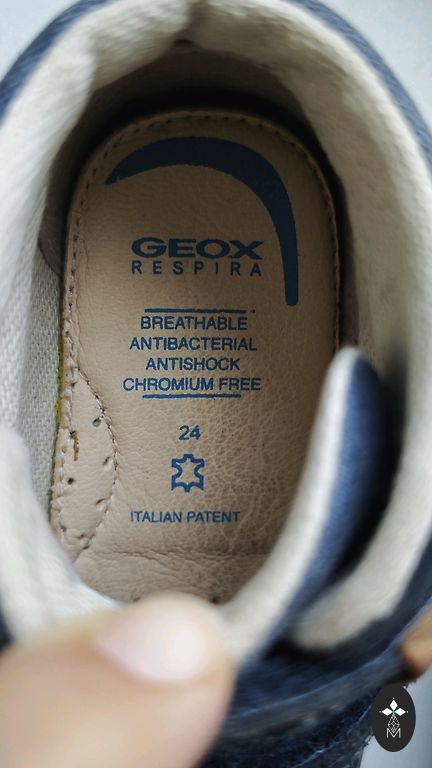 GEOX
RESPIRA
BREATHABLE
ANTIBACTERIAL
ANTISHOCK
CHROMIUM FREE
24
ITALIAN PATENT
M